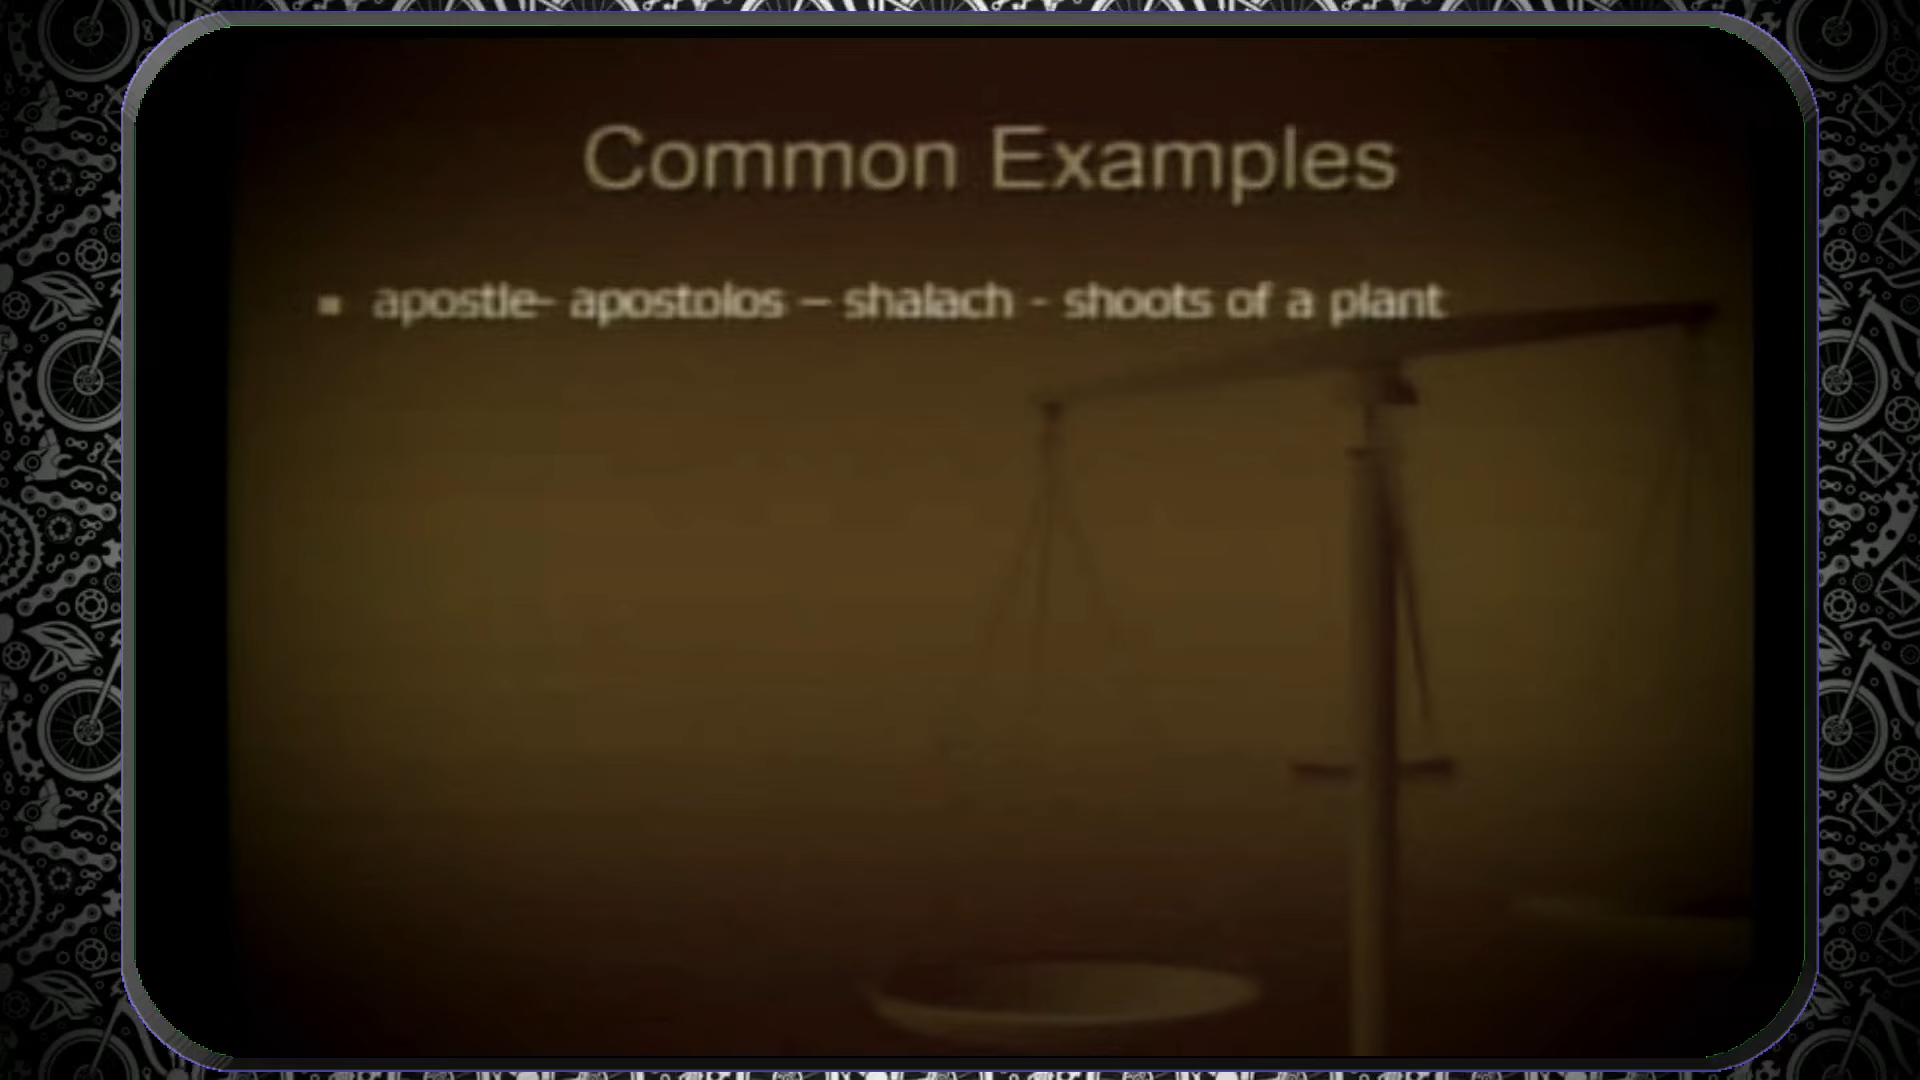 Common Examples
▪ apostle- apostolos – shalach - shoots of a plant